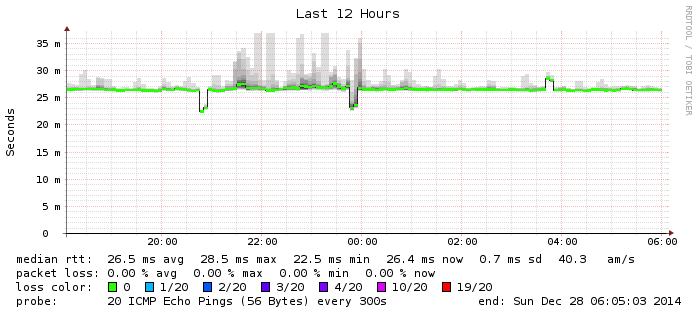 Last 12 Hours
RRDTOOL / TOBI OETIKER
Seconds
35 m
30 m
25 m
20 m
15 m
10 m
5 m
0
20:00 22:00 00:00 02:00 04:00 06:00
median rtt: 26.5 ms avg 28.5 ms max 22.5 ms min 26.4 ms now 0.7 ms sd 40.3 am/s
packet loss: 0.00 % avg 0.00 % max 0.00 % min 0.00 % now
loss color: 0 1/20 2/20 3/20 4/20 10/20 19/20
probe: 20 ICMP Echo Pings (56 Bytes) every 300s end: Sun Dec 28 06:05:03 2014